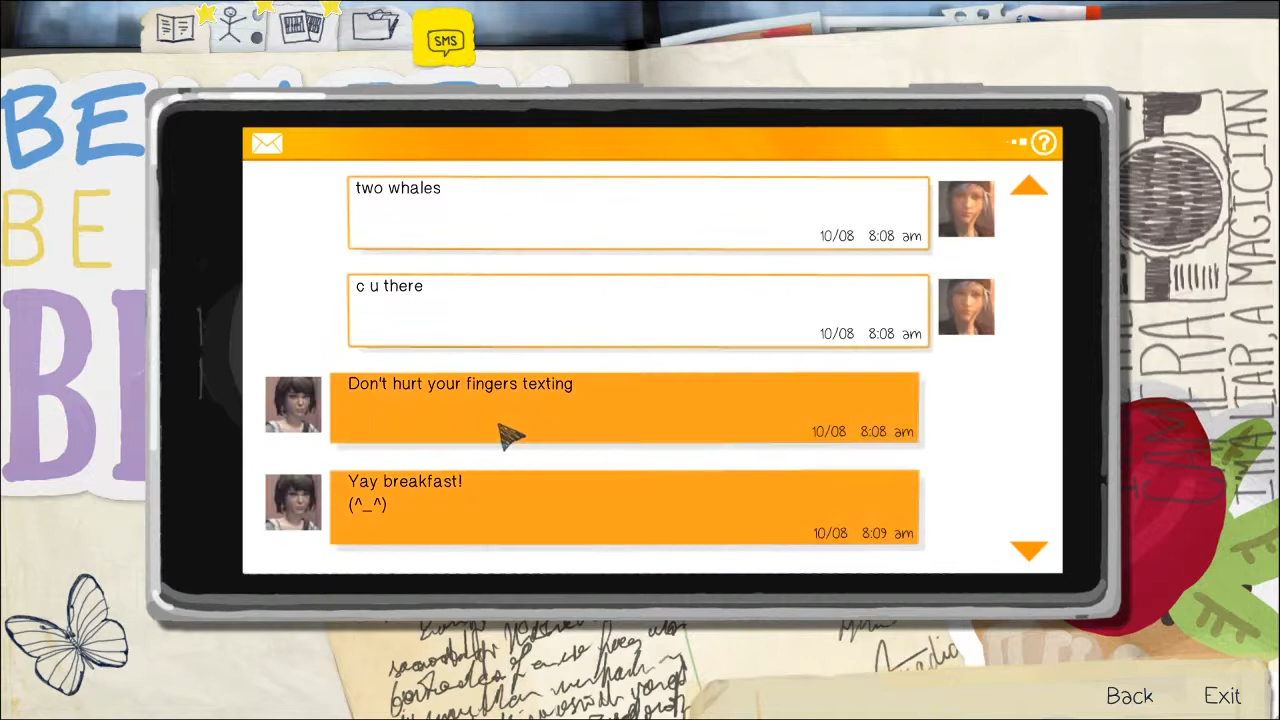 SMS
BE
BE
two whales
10/08 8:08 am
c u there
10/08 8:08 am
Don't hurt your fingers texting
10/08 8:08 am
Yay breakfast!
(^_^)
10/08 8:09 am
?
CAMERA
I'M A LIAR, A MAGICIAN
Back
Exit